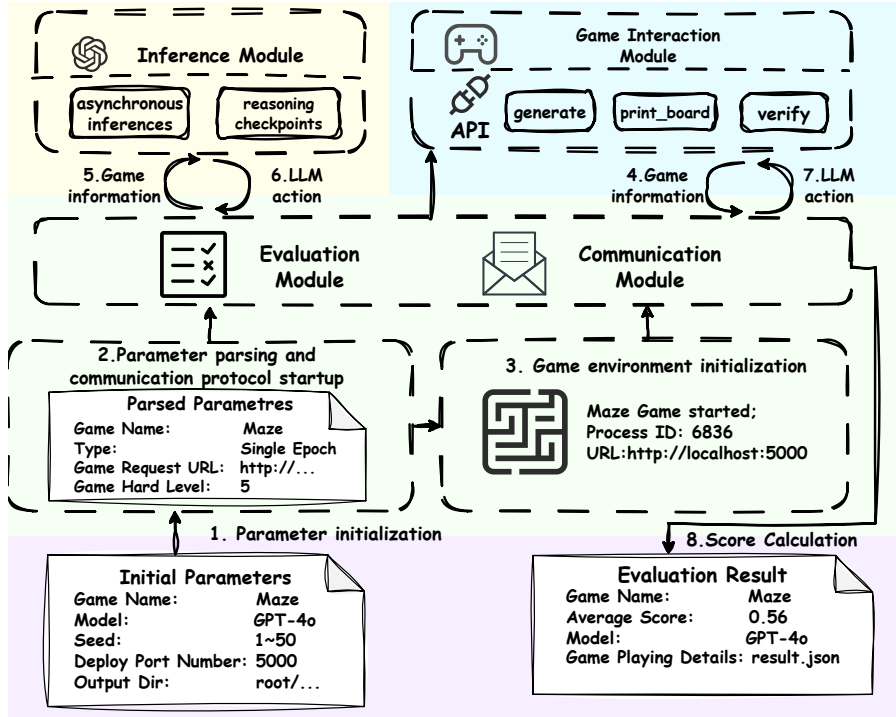 Inference Module
asynchronous
inferences
reasoning
checkpoints
Game Interaction
Module
API
generate
print_board
verify
5.Game
information
6.LLM
action
4.Game
information
7.LLM
action
Evaluation
Module
Communication
Module
2.Parameter parsing and
communication protocol startup
Parsed Parametres
Game Name: Maze
Type: Single Epoch
Game Request URL: http://...
Game Hard Level: 5
3. Game environment initialization
Maze Game started;
Process ID: 6836
URL:http://localhost:5000
1. Parameter initialization
Initial Parameters
Game Name: Maze
Model: GPT-4o
Seed: 1~50
Deploy Port Number: 5000
Output Dir: root/...
8.Score Calculation
Evaluation Result
Game Name: Maze
Average Score: 0.56
Model: GPT-4o
Game Playing Details: result.json